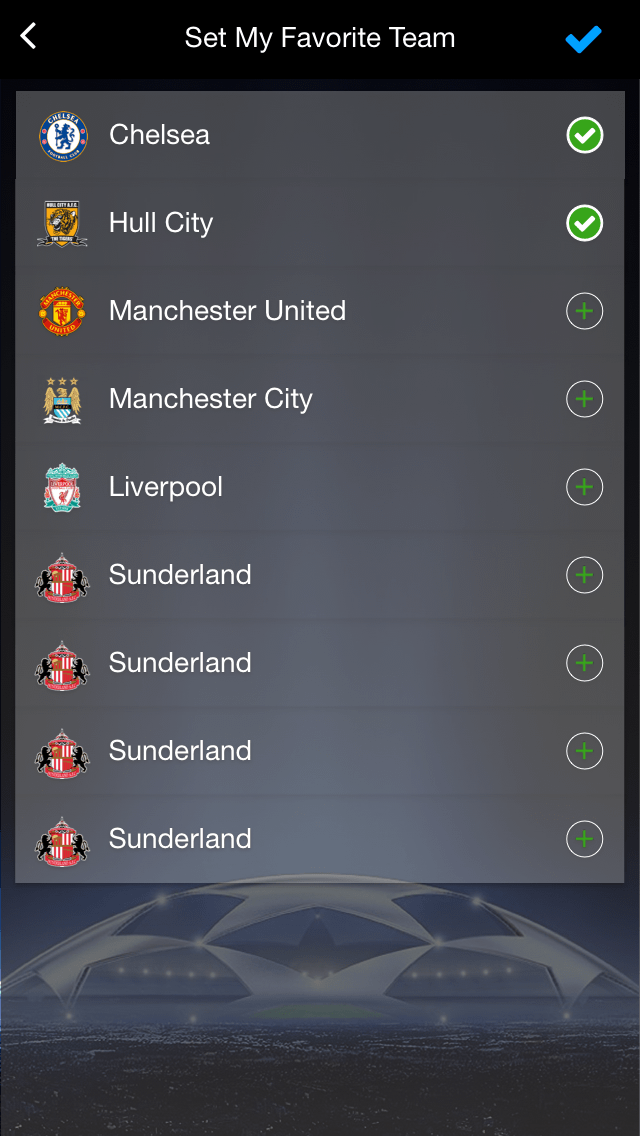 Set My Favorite Team
CHELSEA
FOOTBALL CLUB
Chelsea
HULL CITY A.F.C.
THE TIGERS
Hull City
MANCHESTER
UNITED
Manchester United
Manchester City
LIVERPOOL
Liverpool
Sunderland
Sunderland
Sunderland
Sunderland